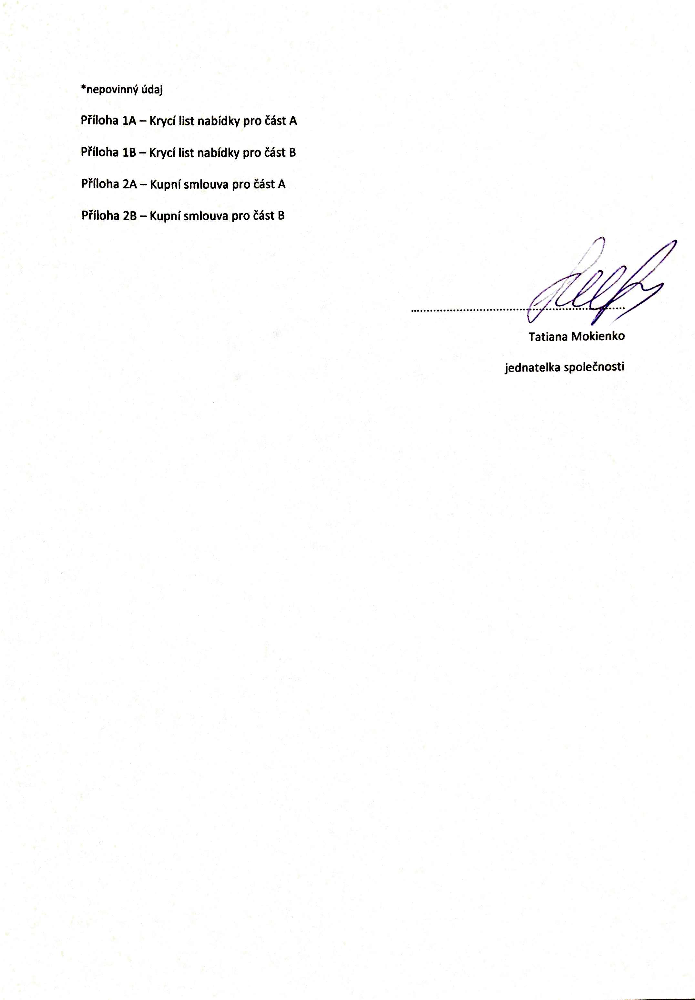 *nepovinný údaj
Příloha 1A – Krycí list nabídky pro část A
Příloha 1B – Krycí list nabídky pro část B
Příloha 2A – Kupní smlouva pro část A
Příloha 2B – Kupní smlouva pro část B
Tatiana Mokienko
jednatelka společnosti